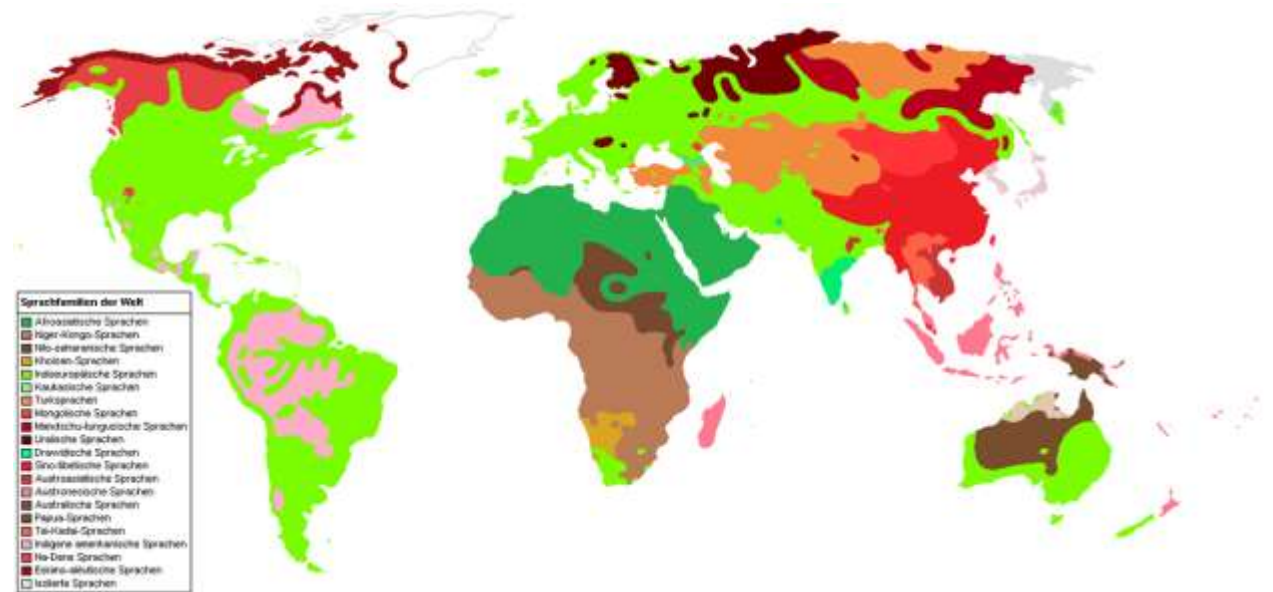 Sprachfamilien der Welt
Afroasiatische Sprachen
Niger-Kongo-Sprachen
Nilo-saharanische Sprachen
Khoisan-Sprachen
Indoeuropäische Sprachen
Kaukasische Sprachen
Turksprachen
Mongolische Sprachen
Mandschu-tungusische Sprachen
Uralische Sprachen
Drawidische Sprachen
Sino-tibetische Sprachen
Austroasiatische Sprachen
Austronesische Sprachen
Australische Sprachen
Papua-Sprachen
Tai-Kadai-Sprachen
Indigene amerikanische Sprachen
Na-Dene Sprachen
Eskimo-aleutische Sprachen
Isolierte Sprachen